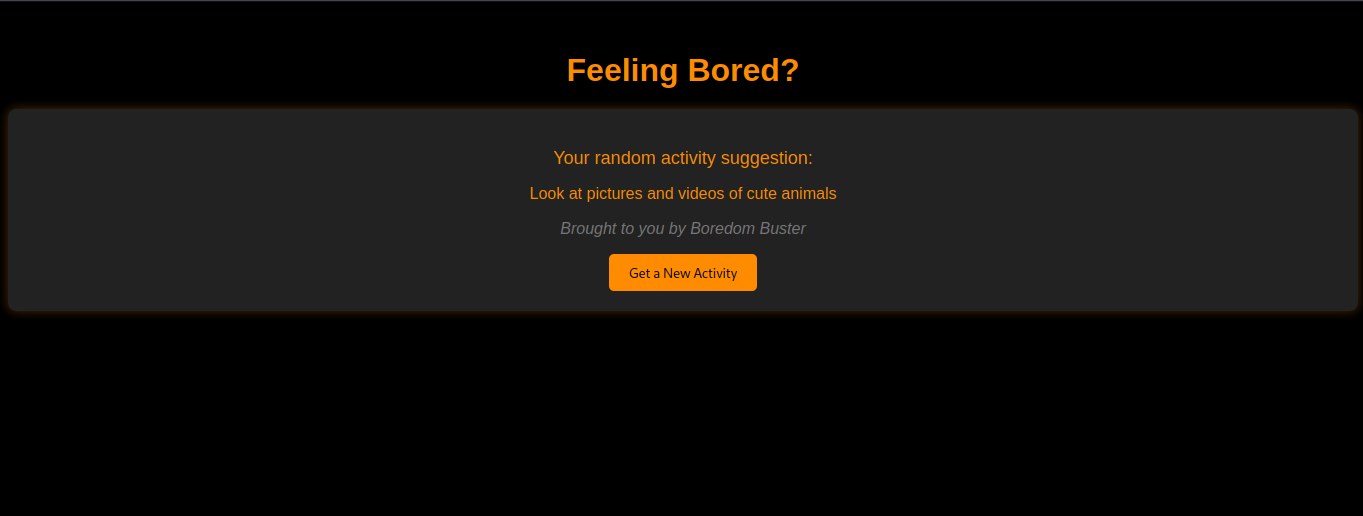 Feeling Bored?
Your random activity suggestion:
Look at pictures and videos of cute animals
Brought to you by Boredom Buster
Get a New Activity